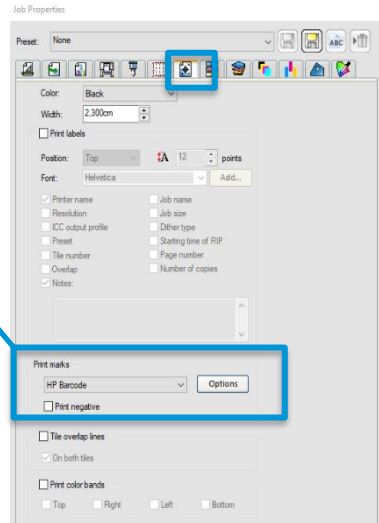 Job Properties
Preset: None
ABC
Color: Black
Width: 2.300cm
Print labels
Position: Top A 12 points
Font: Helvetica Add...
Printer name Job name
Resolution Job size
ICC output profile Dither type
Preset Starting time of RIP
Tile number Page number
Overlap Number of copies
Notes:
Print marks
HP Barcode Options
Print negative
Tile overlap lines
On both tiles
Print color bands
Top Right Left Bottom